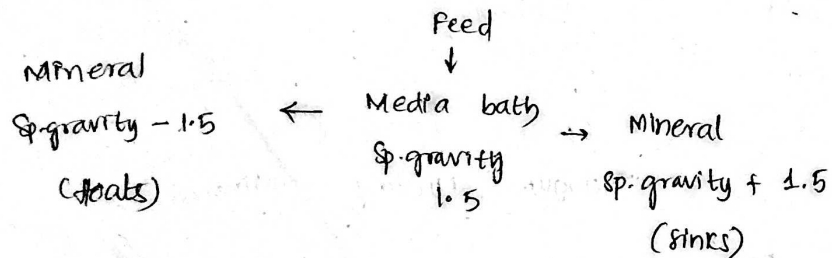 Feed
↓
Mineral
Sp.gravity - 1.5
(floats)
←
Media bath
Sp.gravity
1.5
→
Mineral
Sp. gravity + 1.5
(sinks)